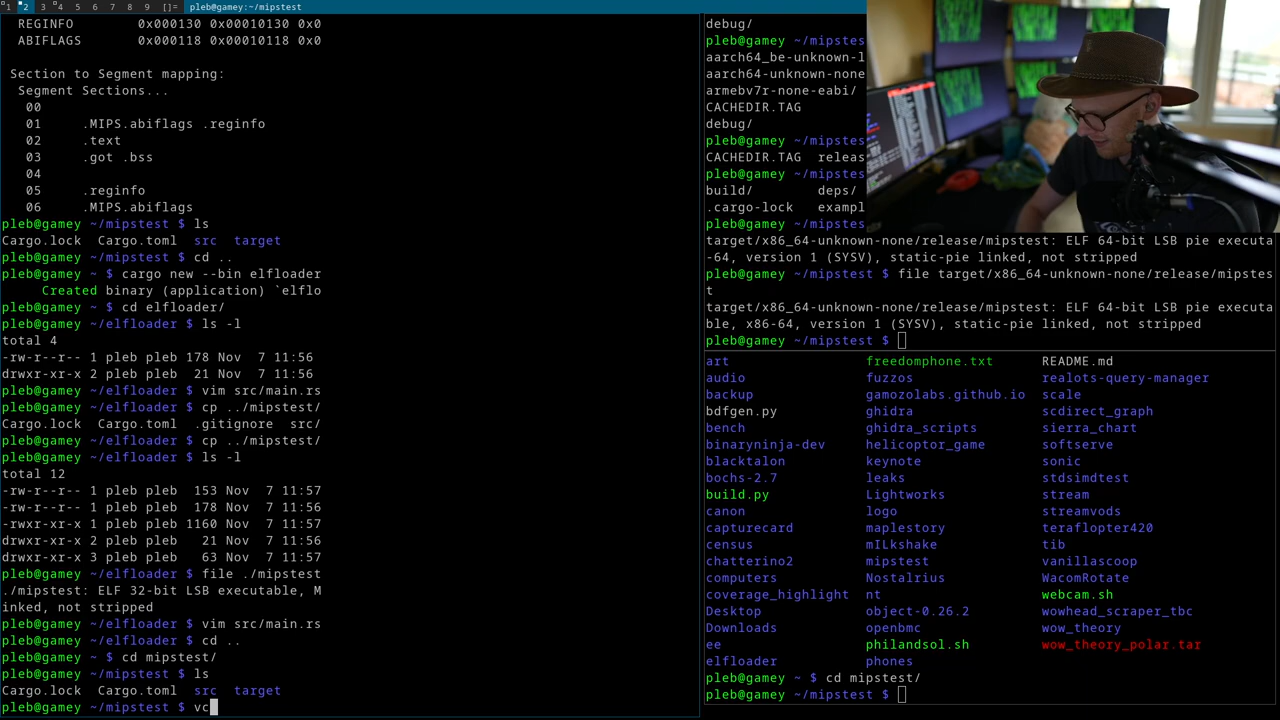 1 2 3 4 5 6 7 8 9 []= pleb@gamey:~/mipstest
REGINFO 0x000130 0x00010130 0x0
ABIFLAGS 0x000118 0x00010118 0x0
Section to Segment mapping:
Segment Sections...
00
01 .MIPS.abiflags .reginfo
02 .text
03 .got .bss
04
05 .reginfo
06 .MIPS.abiflags
pleb@gamey ~/mipstest $ ls
Cargo.lock Cargo.toml src target
pleb@gamey ~/mipstest $ cd ..
pleb@gamey ~ $ cargo new --bin elfloader
Created binary (application) `elflo
pleb@gamey ~ $ cd elfloader/
pleb@gamey ~/elfloader $ ls -l
total 4
-rw-r--r-- 1 pleb pleb 178 Nov 7 11:56
drwxr-xr-x 2 pleb pleb 21 Nov 7 11:56
pleb@gamey ~/elfloader $ vim src/main.rs
pleb@gamey ~/elfloader $ cp ../mipstest/
Cargo.lock Cargo.toml .gitignore src/
pleb@gamey ~/elfloader $ cp ../mipstest/
pleb@gamey ~/elfloader $ ls -l
total 12
-rw-r--r-- 1 pleb pleb 153 Nov 7 11:57
-rw-r--r-- 1 pleb pleb 178 Nov 7 11:56
-rwxr-xr-x 1 pleb pleb 1160 Nov 7 11:57
drwxr-xr-x 2 pleb pleb 21 Nov 7 11:56
drwxr-xr-x 3 pleb pleb 63 Nov 7 11:57
pleb@gamey ~/elfloader $ file ./mipstest
./mipstest: ELF 32-bit LSB executable, M
inked, not stripped
pleb@gamey ~/elfloader $ vim src/main.rs
pleb@gamey ~/elfloader $ cd ..
pleb@gamey ~ $ cd mipstest/
pleb@gamey ~/mipstest $ ls
Cargo.lock Cargo.toml src target
pleb@gamey ~/mipstest $ vc
debug/
pleb@gamey ~/mipstes
aarch64_be-unknown-l
aarch64-unknown-none
armebv7r-none-eabi/
CACHEDIR.TAG
debug/
pleb@gamey ~/mipstes
CACHEDIR.TAG releas
pleb@gamey ~/mipstes
build/ deps/
.cargo-lock exampl
pleb@gamey ~/mipstes
target/x86_64-unknown-none/release/mipstest: ELF 64-bit LSB pie executa
-64, version 1 (SYSV), static-pie linked, not stripped
pleb@gamey ~/mipstest $ file target/x86_64-unknown-none/release/mipstes
t
target/x86_64-unknown-none/release/mipstest: ELF 64-bit LSB pie executa
ble, x86-64, version 1 (SYSV), static-pie linked, not stripped
pleb@gamey ~/mipstest $
art freedomphone.txt README.md
audio fuzzos realots-query-manager
backup gamozolabs.github.io scale
bdfgen.py ghidra scdirect_graph
bench ghidra_scripts sierra_chart
binaryninja-dev helicoptor_game softserve
blacktalon keynote sonic
bochs-2.7 leaks stdsimdtest
build.py Lightworks stream
canon logo streamvods
capturecard maplestory teraflopter420
census mILkshake tib
chatterino2 mipstest vanillascoop
computers Nostalrius WacomRotate
coverage_highlight nt webcam.sh
Desktop object-0.26.2 wowhead_scraper_tbc
Downloads openbmc wow_theory
ee philandsol.sh wow_theory_polar.tar
elfloader phones
pleb@gamey ~ $ cd mipstest/
pleb@gamey ~/mipstest $